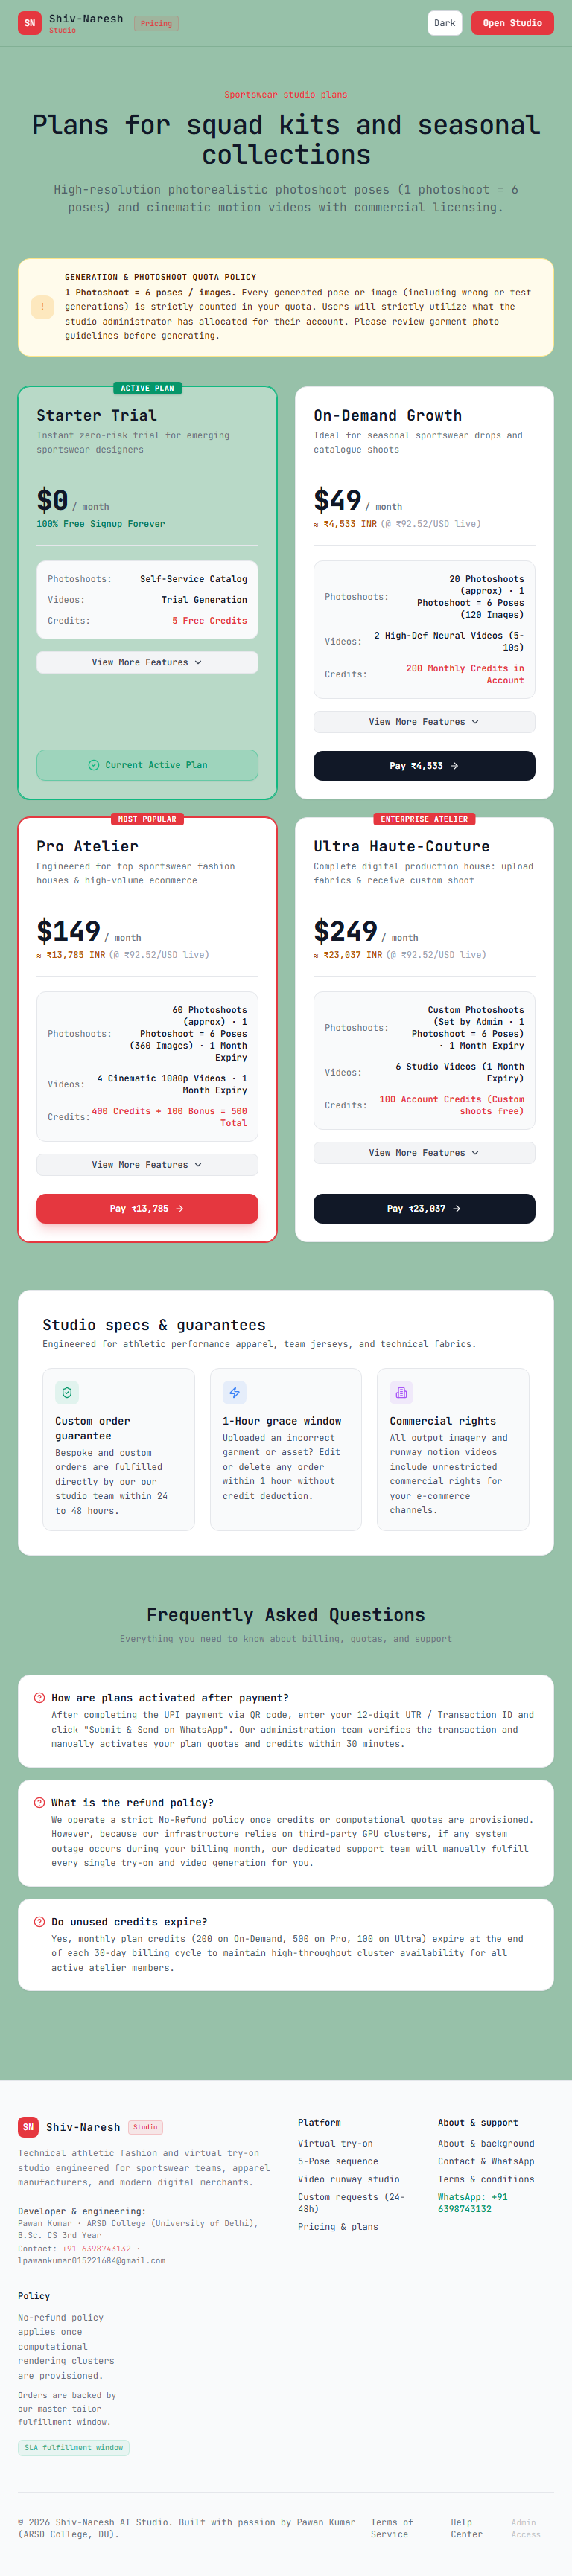 SN
Shiv-Naresh
Studio
Pricing
Dark
Open Studio
Sportswear studio plans
Plans for squad kits and seasonal
collections
High-resolution photorealistic photoshoot poses (1 photoshoot = 6
poses) and cinematic motion videos with commercial licensing.
!
GENERATION & PHOTOSHOOT QUOTA POLICY
1 Photoshoot = 6 poses / images. Every generated pose or image (including wrong or test
generations) is strictly counted in your quota. Users will strictly utilize what the
studio administrator has allocated for their account. Please review garment photo
guidelines before generating.
ACTIVE PLAN
Starter Trial
Instant zero-risk trial for emerging
sportswear designers
$0 / month
100% Free Signup Forever
Photoshoots: Self-Service Catalog
Videos: Trial Generation
Credits: 5 Free Credits
View More Features
Current Active Plan
On-Demand Growth
Ideal for seasonal sportswear drops and
catalogue shoots
$49 / month
≈ ₹4,533 INR (@ ₹92.52/USD live)
Photoshoots: 20 Photoshoots
(approx) · 1
Photoshoot = 6 Poses
(120 Images)
Videos: 2 High-Def Neural Videos (5-
10s)
Credits: 200 Monthly Credits in
Account
View More Features
Pay ₹4,533 →
MOST POPULAR
Pro Atelier
Engineered for top sportswear fashion
houses & high-volume ecommerce
$149 / month
≈ ₹13,785 INR (@ ₹92.52/USD live)
Photoshoots: 60 Photoshoots
(approx) · 1
Photoshoot = 6 Poses
(360 Images) · 1 Month
Expiry
Videos: 4 Cinematic 1080p Videos · 1
Month Expiry
Credits: 400 Credits + 100 Bonus = 500
Total
View More Features
Pay ₹13,785 →
ENTERPRISE ATELIER
Ultra Haute-Couture
Complete digital production house: upload
fabrics & receive custom shoot
$249 / month
≈ ₹23,037 INR (@ ₹92.52/USD live)
Photoshoots: Custom Photoshoots
(Set by Admin · 1
Photoshoot = 6 Poses)
· 1 Month Expiry
Videos: 6 Studio Videos (1 Month
Expiry)
Credits: 100 Account Credits (Custom
shoots free)
View More Features
Pay ₹23,037 →
Studio specs & guarantees
Engineered for athletic performance apparel, team jerseys, and technical fabrics.
Custom order
guarantee
Bespoke and custom
orders are fulfilled
directly by our our
studio team within 24
to 48 hours.
1-Hour grace window
Uploaded an incorrect
garment or asset? Edit
or delete any order
within 1 hour without
credit deduction.
Commercial rights
All output imagery and
runway motion videos
include unrestricted
commercial rights for
your e-commerce
channels.
Frequently Asked Questions
Everything you need to know about billing, quotas, and support
How are plans activated after payment?
After completing the UPI payment via QR code, enter your 12-digit UTR / Transaction ID and
click "Submit & Send on WhatsApp". Our administration team verifies the transaction and
manually activates your plan quotas and credits within 30 minutes.
What is the refund policy?
We operate a strict No-Refund policy once credits or computational quotas are provisioned.
However, because our infrastructure relies on third-party GPU clusters, if any system
outage occurs during your billing month, our dedicated support team will manually fulfill
every single try-on and video generation for you.
Do unused credits expire?
Yes, monthly plan credits (200 on On-Demand, 500 on Pro, 100 on Ultra) expire at the end
of each 30-day billing cycle to maintain high-throughput cluster availability for all
active atelier members.
SN
Shiv-Naresh
Studio
Technical athletic fashion and virtual try-on
studio engineered for sportswear teams, apparel
manufacturers, and modern digital merchants.
Developer & engineering:
Pawan Kumar · ARSD College (University of Delhi),
B.Sc. CS 3rd Year
Contact: +91 6398743132 ·
lpawankumar015221684@gmail.com
Platform
Virtual try-on
5-Pose sequence
Video runway studio
Custom requests (24-
48h)
Pricing & plans
About & support
About & background
Contact & WhatsApp
Terms & conditions
WhatsApp: +91
6398743132
Policy
No-refund policy
applies once
computational
rendering clusters
are provisioned.
Orders are backed by
our master tailor
fulfillment window.
SLA fulfillment window
© 2026 Shiv-Naresh AI Studio. Built with passion by Pawan Kumar
(ARSD College, DU).
Terms of
Service
Help
Center
Admin
Access